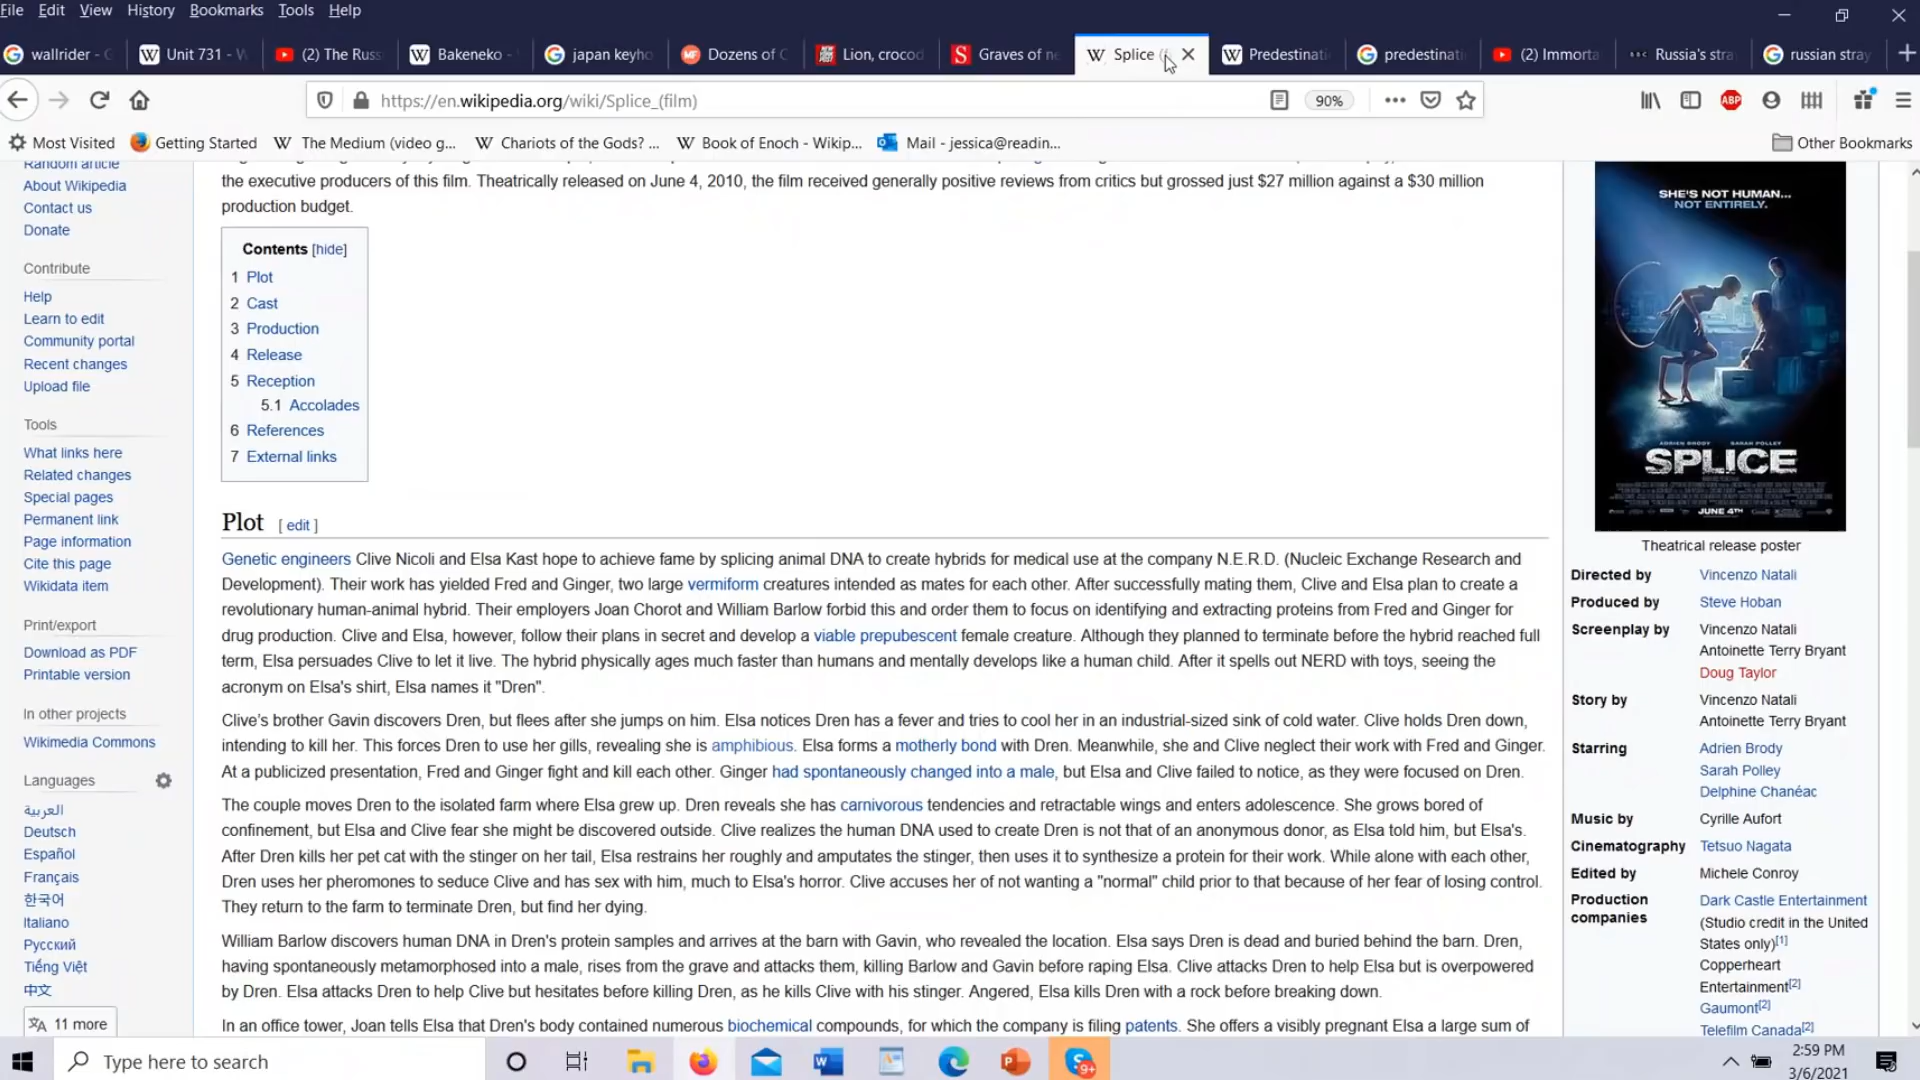 File Edit View History Bookmarks Tools Help
wallrider - G
Unit 731 - W
(2) The Russ
Bakeneko -
japan keyho
Dozens of C
Lion, crocod
Graves of ne
Splice (
Predestinati
predestinati
(2) Immorta
Russia's stra
russian stray
https://en.wikipedia.org/wiki/Splice_(film)
90%
ABP
Most Visited Getting Started The Medium (video g... Chariots of the Gods? ... Book of Enoch - Wikip... Mail - jessica@readin... Other Bookmarks
Random article
About Wikipedia
Contact us
Donate
Contribute
Help
Learn to edit
Community portal
Recent changes
Upload file
Tools
What links here
Related changes
Special pages
Permanent link
Page information
Cite this page
Wikidata item
Print/export
Download as PDF
Printable version
In other projects
Wikimedia Commons
Languages
العربية
Deutsch
Español
Français
한국어
Italiano
Русский
Tiếng Việt
中文
11 more
the executive producers of this film. Theatrically released on June 4, 2010, the film received generally positive reviews from critics but grossed just $27 million against a $30 million
production budget.
Contents [hide]
1 Plot
2 Cast
3 Production
4 Release
5 Reception
5.1 Accolades
6 References
7 External links
Plot [ edit ]
Genetic engineers Clive Nicoli and Elsa Kast hope to achieve fame by splicing animal DNA to create hybrids for medical use at the company N.E.R.D. (Nucleic Exchange Research and
Development). Their work has yielded Fred and Ginger, two large vermiform creatures intended as mates for each other. After successfully mating them, Clive and Elsa plan to create a
revolutionary human-animal hybrid. Their employers Joan Chorot and William Barlow forbid this and order them to focus on identifying and extracting proteins from Fred and Ginger for
drug production. Clive and Elsa, however, follow their plans in secret and develop a viable prepubescent female creature. Although they planned to terminate before the hybrid reached full
term, Elsa persuades Clive to let it live. The hybrid physically ages much faster than humans and mentally develops like a human child. After it spells out NERD with toys, seeing the
acronym on Elsa's shirt, Elsa names it "Dren".
Clive's brother Gavin discovers Dren, but flees after she jumps on him. Elsa notices Dren has a fever and tries to cool her in an industrial-sized sink of cold water. Clive holds Dren down,
intending to kill her. This forces Dren to use her gills, revealing she is amphibious. Elsa forms a motherly bond with Dren. Meanwhile, she and Clive neglect their work with Fred and Ginger.
At a publicized presentation, Fred and Ginger fight and kill each other. Ginger had spontaneously changed into a male, but Elsa and Clive failed to notice, as they were focused on Dren.
The couple moves Dren to the isolated farm where Elsa grew up. Dren reveals she has carnivorous tendencies and retractable wings and enters adolescence. She grows bored of
confinement, but Elsa and Clive fear she might be discovered outside. Clive realizes the human DNA used to create Dren is not that of an anonymous donor, as Elsa told him, but Elsa's.
After Dren kills her pet cat with the stinger on her tail, Elsa restrains her roughly and amputates the stinger, then uses it to synthesize a protein for their work. While alone with each other,
Dren uses her pheromones to seduce Clive and has sex with him, much to Elsa's horror. Clive accuses her of not wanting a "normal" child prior to that because of her fear of losing control.
They return to the farm to terminate Dren, but find her dying.
William Barlow discovers human DNA in Dren's protein samples and arrives at the barn with Gavin, who revealed the location. Elsa says Dren is dead and buried behind the barn. Dren,
having spontaneously metamorphosed into a male, rises from the grave and attacks them, killing Barlow and Gavin before raping Elsa. Clive attacks Dren to help Elsa but is overpowered
by Dren. Elsa attacks Dren to help Clive but hesitates before killing Dren, as he kills Clive with his stinger. Angered, Elsa kills Dren with a rock before breaking down.
In an office tower, Joan tells Elsa that Dren's body contained numerous biochemical compounds, for which the company is filing patents. She offers a visibly pregnant Elsa a large sum of
SHE'S NOT HUMAN...
NOT ENTIRELY.
ADRIEN BRODY SARAH POLLEY
SPLICE
JUNE 4TH
Theatrical release poster
Directed by Vincenzo Natali
Produced by Steve Hoban
Screenplay by Vincenzo Natali
Antoinette Terry Bryant
Doug Taylor
Story by Vincenzo Natali
Antoinette Terry Bryant
Starring Adrien Brody
Sarah Polley
Delphine Chanéac
Music by Cyrille Aufort
Cinematography Tetsuo Nagata
Edited by Michele Conroy
Production companies Dark Castle Entertainment
(Studio credit in the United
States only)[1]
Copperheart
Entertainment[2]
Gaumont[2]
Telefilm Canada[2]
Type here to search
9+
2:59 PM
3/6/2021